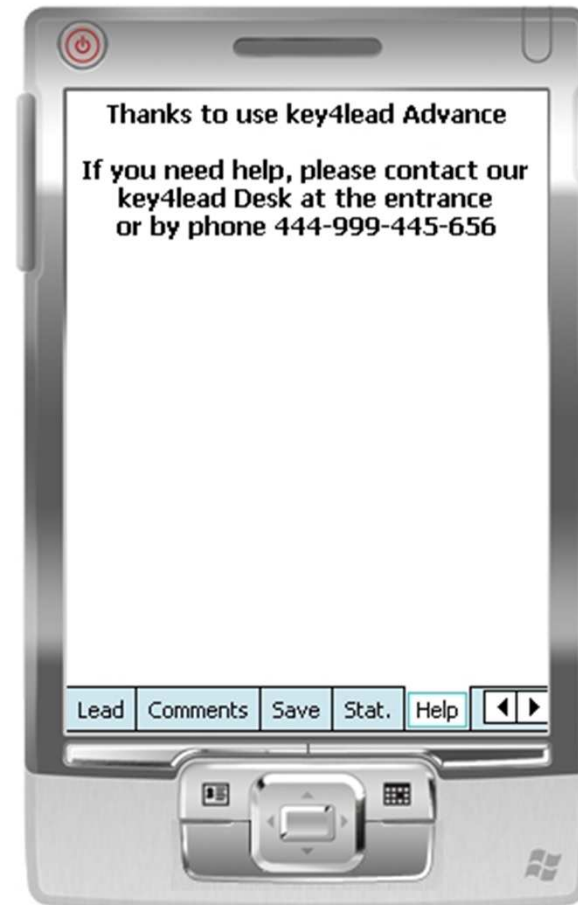 Thanks to use key4lead Advance
If you need help, please contact our
key4lead Desk at the entrance
or by phone 444-999-445-656
Lead Comments Save Stat. Help